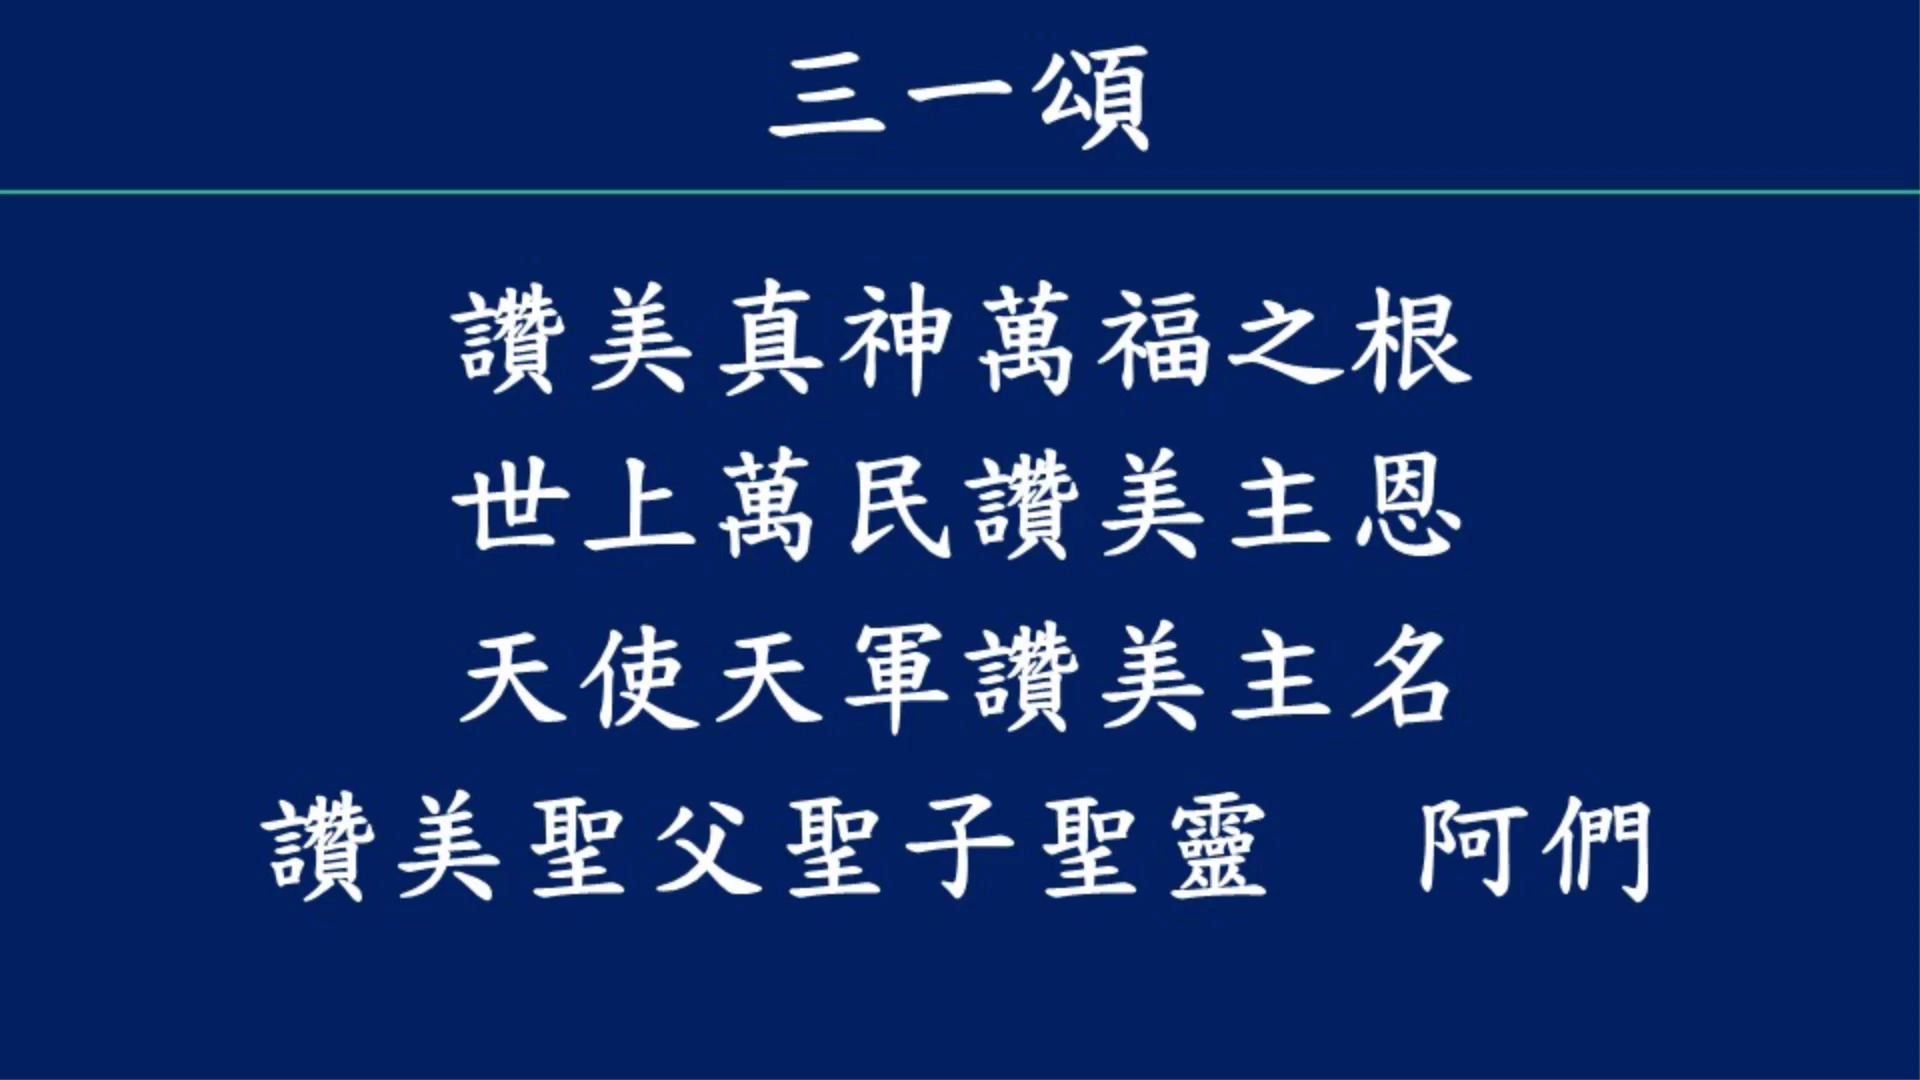 三一頌
讚美真神萬福之根
世上萬民讚美主恩
天使天軍讚美主名
讚美聖父聖子聖靈　阿們